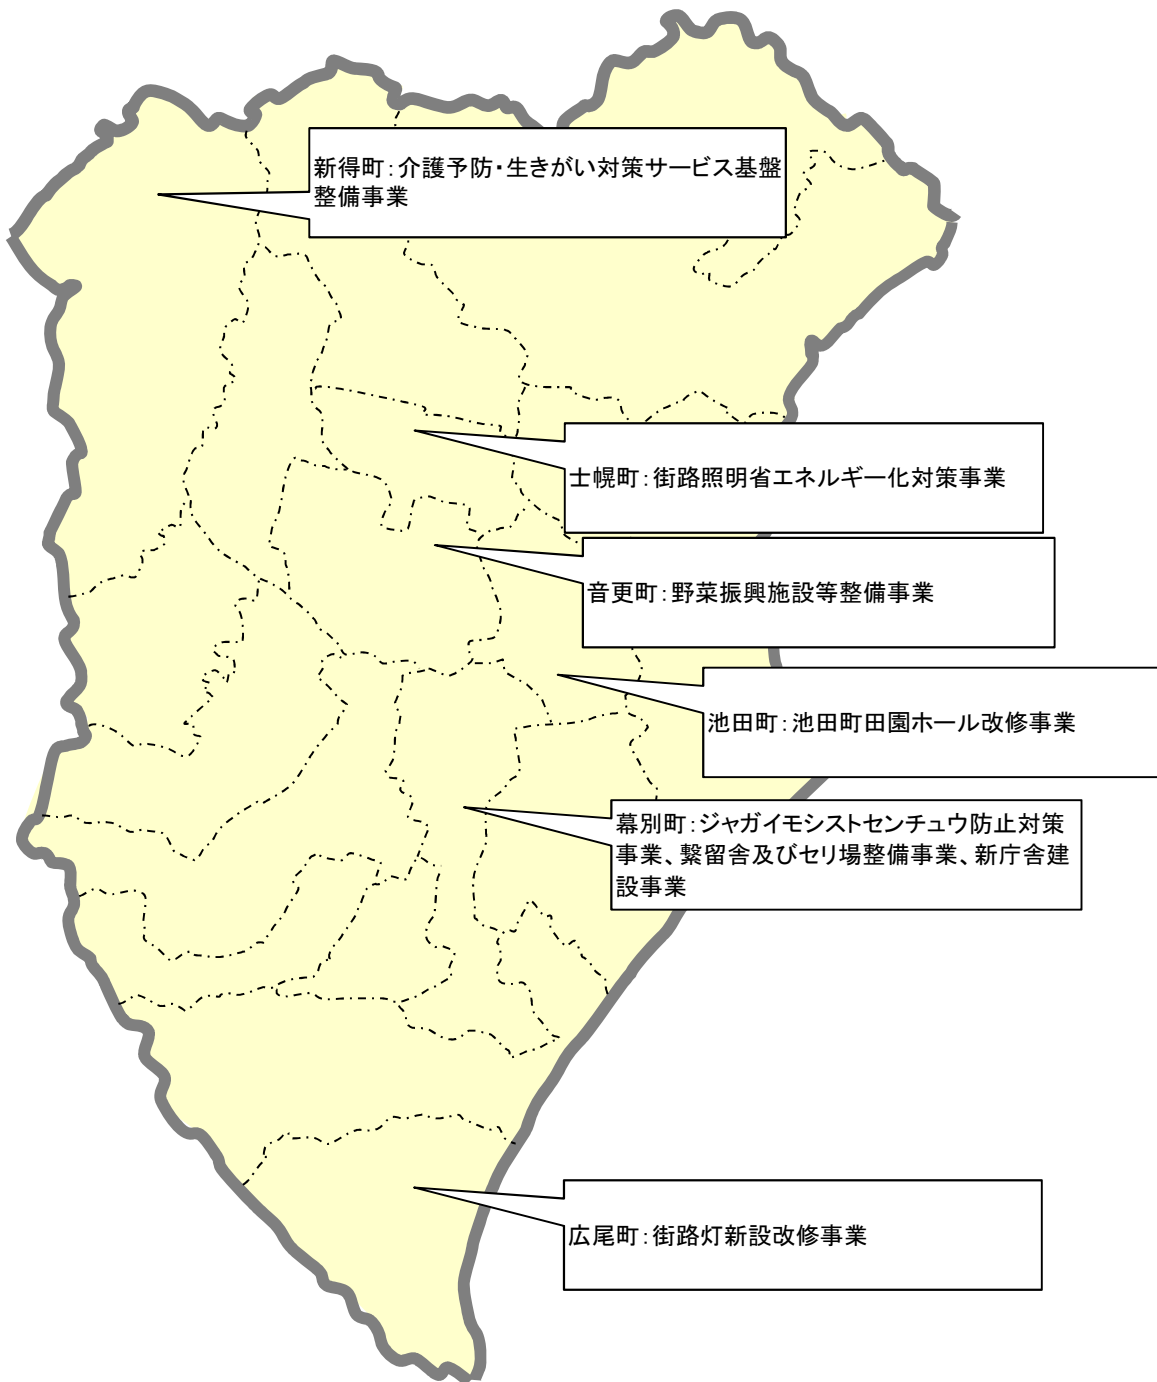 新得町：介護予防・生きがい対策サービス基盤
整備事業
士幌町：街路照明省エネルギー化対策事業
音更町：野菜振興施設等整備事業
池田町：池田町田園ホール改修事業
幕別町：ジャガイモシストセンチュウ防止対策
事業、繋留舎及びセリ場整備事業、新庁舎建
設事業
広尾町：街路灯新設改修事業